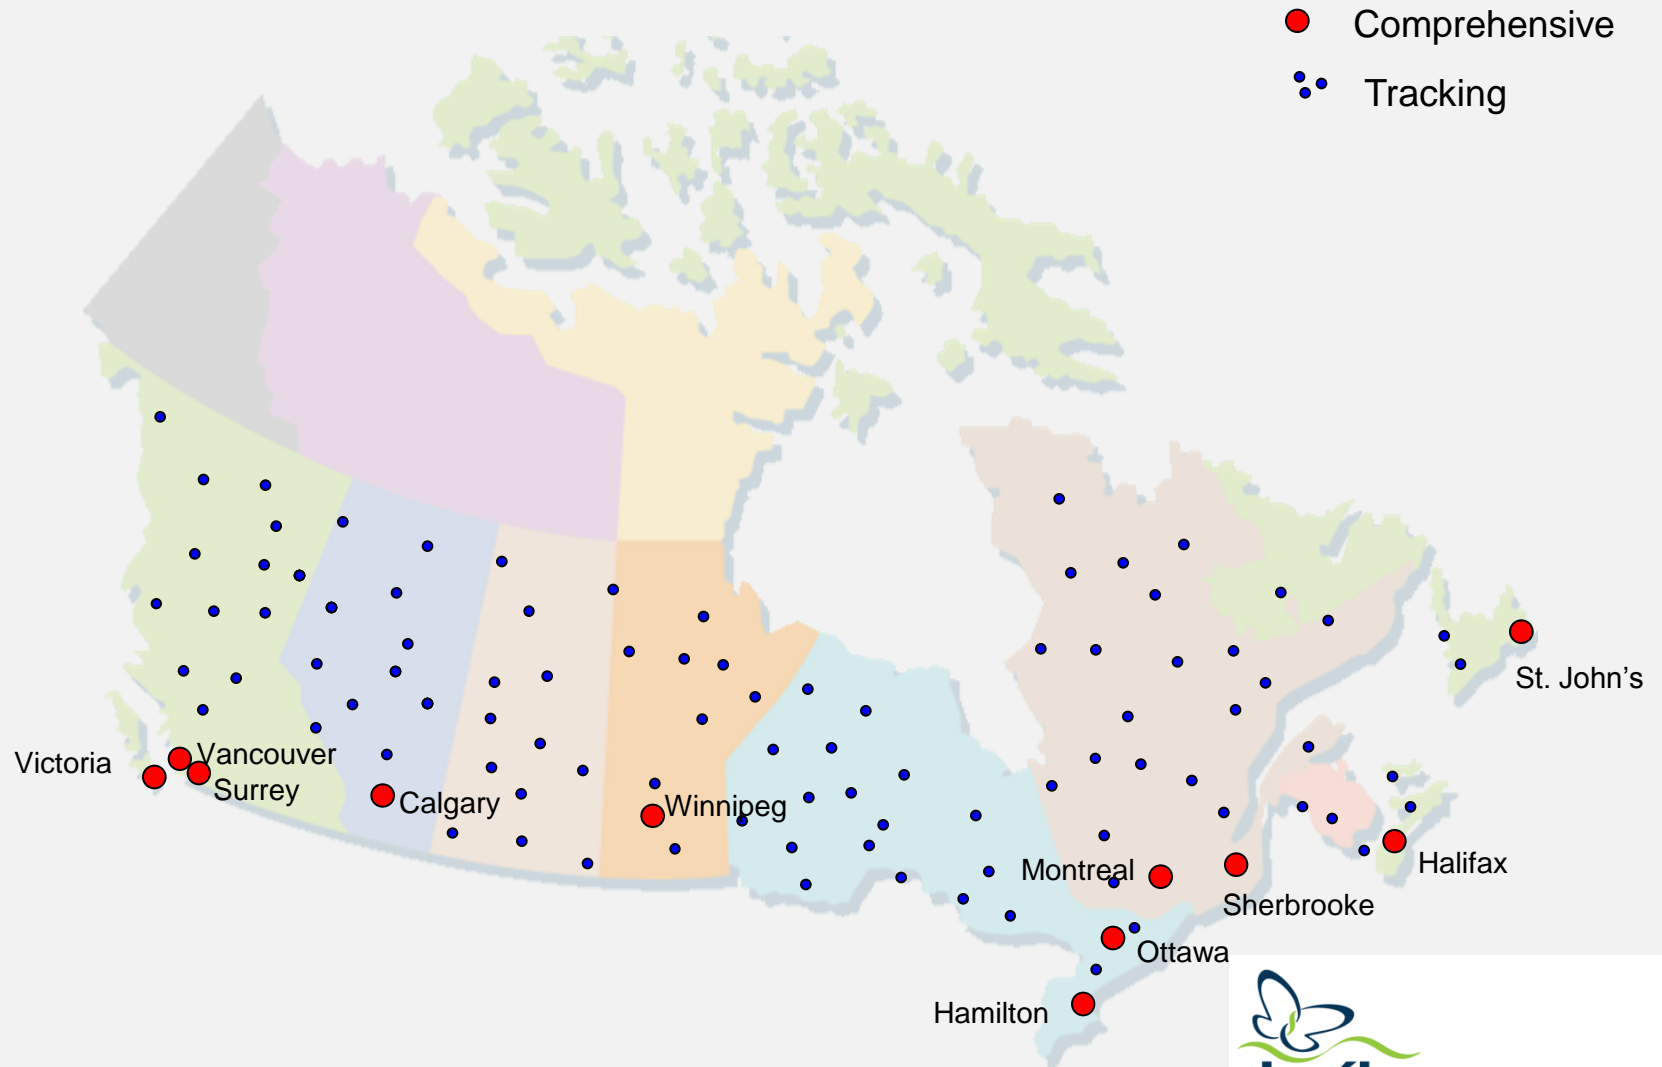 Comprehensive
Tracking
Victoria
Vancouver
Surrey
Calgary
Winnipeg
Montreal
Sherbrooke
Ottawa
Hamilton
Halifax
St. John’s